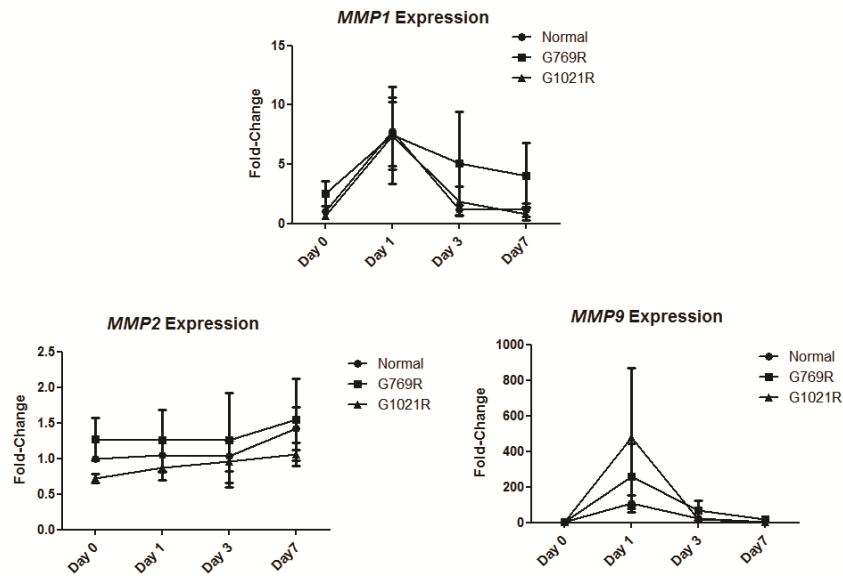 MMP1 Expression
Normal
G769R
G1021R
Fold-Change
15
10
5
0
Day 0
Day 1
Day 3
Day7
MMP2 Expression
Normal
G769R
G1021R
Fold-Change
2.5
2.0
1.5
1.0
0.5
0.0
Day 0
Day 1
Day 3
Day7
MMP9 Expression
Normal
G769R
G1021R
Fold-Change
1000
800
600
400
200
0
Day 0
Day 1
Day 3
Day7